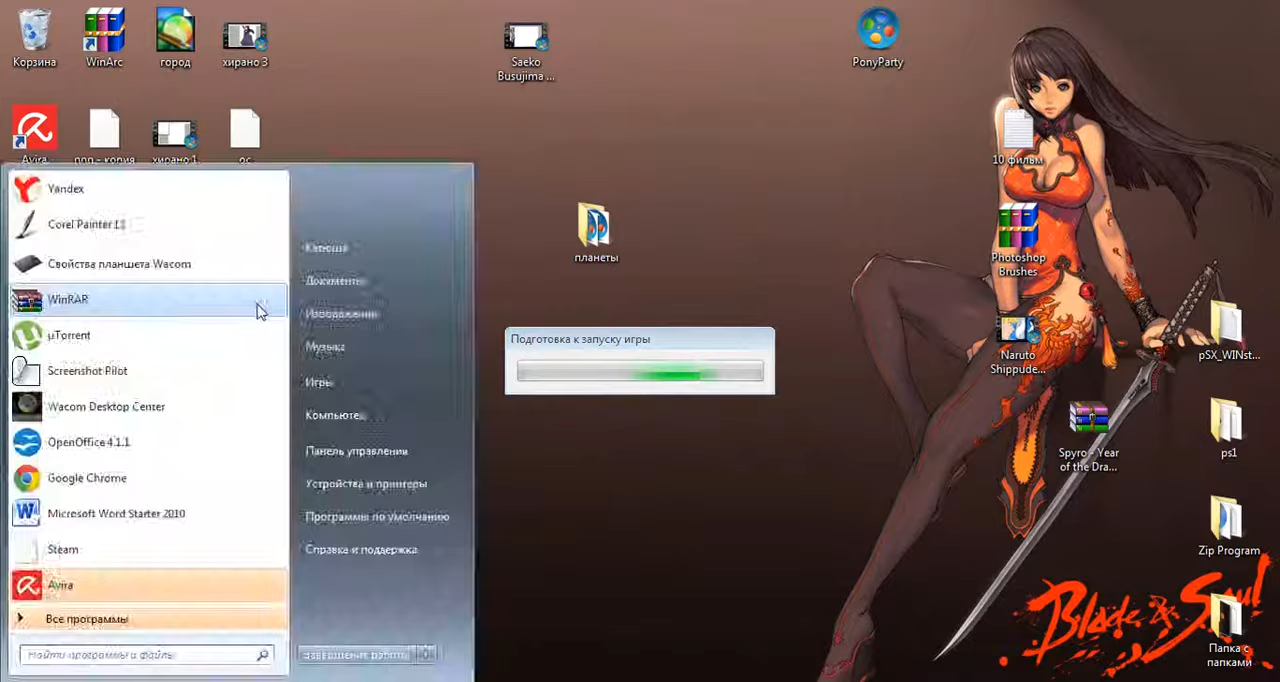 Корзина
WinArc
город
хирано 3
Saeko
Busujima ...
PonyParty
Avira
ппп - копия
хирано 1
рс
10 фильм
планеты
Photoshop
Brushes
Naruto
Shippude...
pSX_WINst...
Spyro - Year
of the Dra...
ps1
Zip Program
Папка с
папками
Yandex
Corel Painter 11
Свойства планшета Wacom
WinRAR
µTorrent
Screenshot Pilot
Wacom Desktop Center
OpenOffice 4.1.1
Google Chrome
Microsoft Word Starter 2010
Steam
Avira
Все программы
Найти программы и файлы
Катюша
Документы
Изображения
Музыка
Игры
Компьютер
Панель управления
Устройства и принтеры
Программы по умолчанию
Справка и поддержка
Завершение работы
Подготовка к запуску игры
Blade & Soul